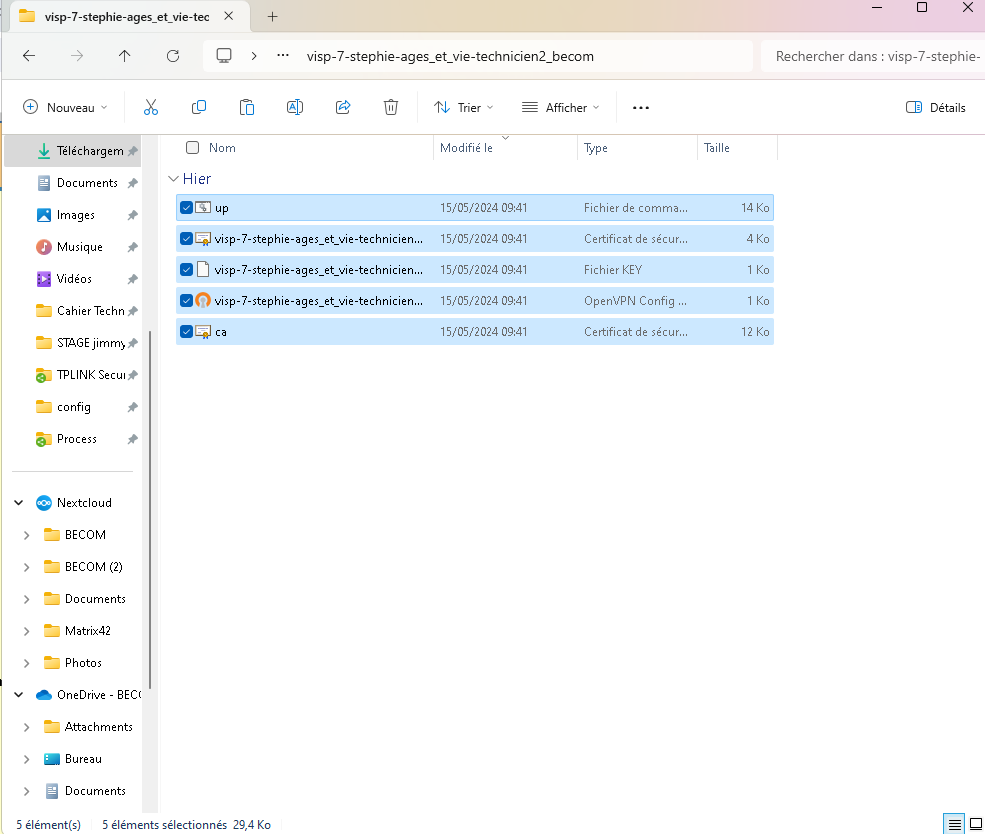 visp-7-stephie-ages_et_vie-tec
visp-7-stephie-ages_et_vie-technicien2_becom
Rechercher dans : visp-7-stephie-
Nouveau
Trier
Afficher
Détails
Nom Modifié le Type Taille
Hier
up 15/05/2024 09:41 Fichier de comma... 14 Ko
visp-7-stephie-ages_et_vie-technicien... 15/05/2024 09:41 Certificat de sécur... 4 Ko
visp-7-stephie-ages_et_vie-technicien... 15/05/2024 09:41 Fichier KEY 1 Ko
visp-7-stephie-ages_et_vie-technicien... 15/05/2024 09:41 OpenVPN Config ... 1 Ko
ca 15/05/2024 09:41 Certificat de sécur... 12 Ko
Téléchargem
Documents
Images
Musique
Vidéos
Cahier Techn
STAGE jimmy
TPLINK Secur
config
Process
Nextcloud
BECOM
BECOM (2)
Documents
Matrix42
Photos
OneDrive - BECO
Attachments
Bureau
Documents
5 élément(s) 5 éléments sélectionnés 29,4 Ko